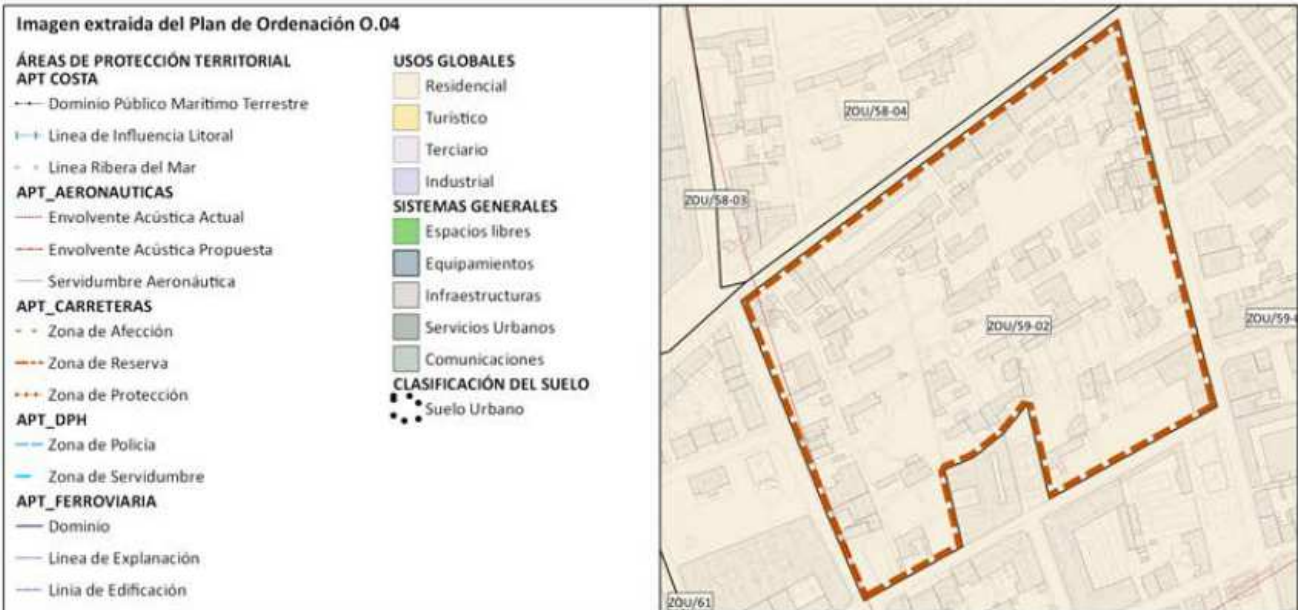 Imagen extraida del Plan de Ordenación O.04
ÁREAS DE PROTECCIÓN TERRITORIAL
APT COSTA
Dominio Público Marítimo Terrestre
Linea de Influencia Litoral
Linea Ribera del Mar
APT_AERONAUTICAS
Envolvente Acústica Actual
Envolvente Acústica Propuesta
Servidumbre Aeronáutica
APT_CARRETERAS
Zona de Afección
Zona de Reserva
Zona de Protección
APT_DPH
Zona de Policía
Zona de Servidumbre
APT_FERROVIARIA
Dominio
Linea de Explanación
Linia de Edificación
USOS GLOBALES
Residencial
Turístico
Terciario
Industrial
SISTEMAS GENERALES
Espacios libres
Equipamientos
Infraestructuras
Servicios Urbanos
Comunicaciones
CLASIFICACIÓN DEL SUELO
Suelo Urbano
ZOU/58-04
ZOU/58-03
ZOU/59-02
ZOU/59-
ZOU/61